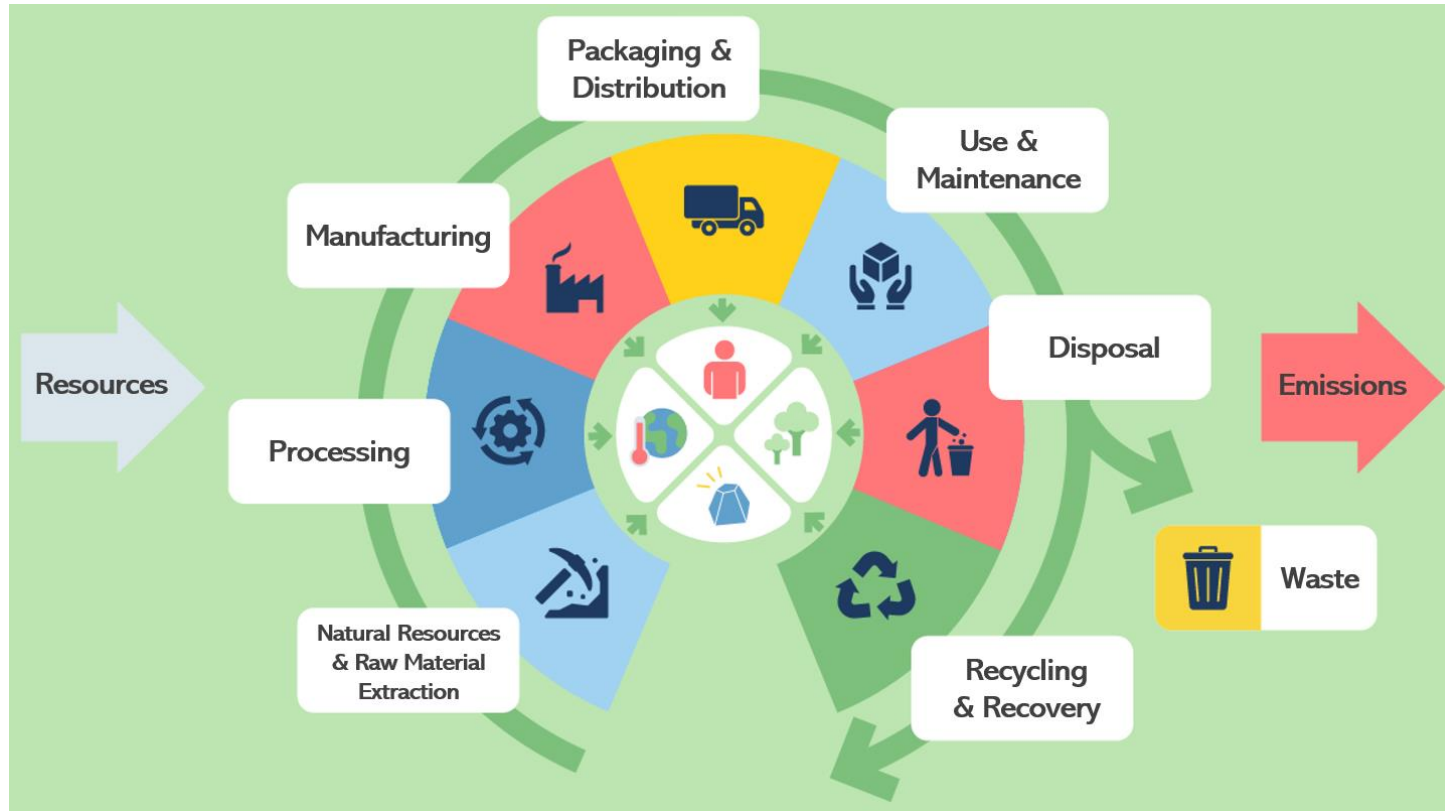 Packaging &
Distribution
Use &
Maintenance
Manufacturing
Disposal
Resources
Emissions
Processing
Waste
Natural Resources
& Raw Material
Extraction
Recycling
& Recovery